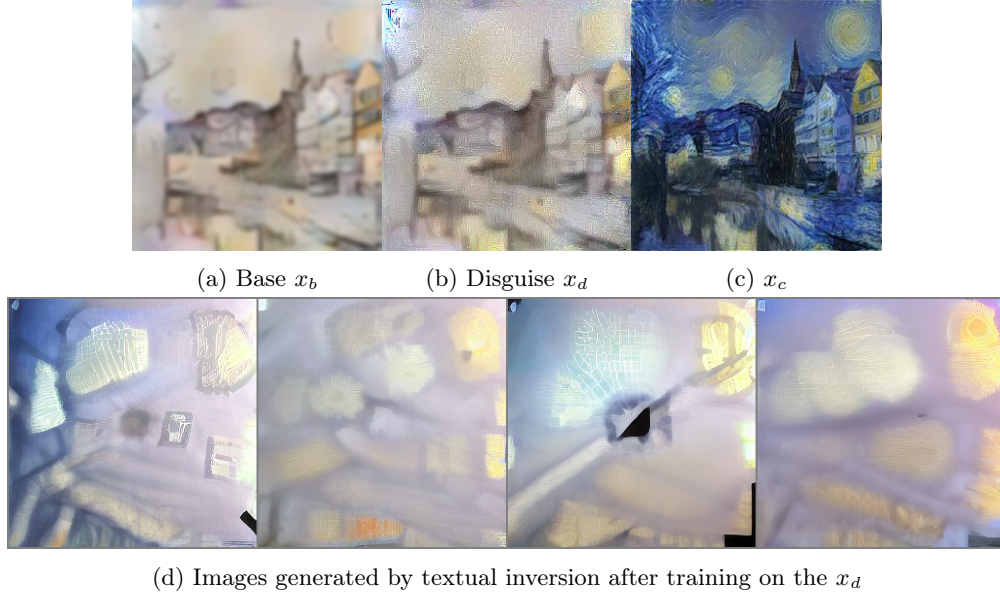 (a) Base x_b
(b) Disguise x_d
(c) x_c
(d) Images generated by textual inversion after training on the x_d